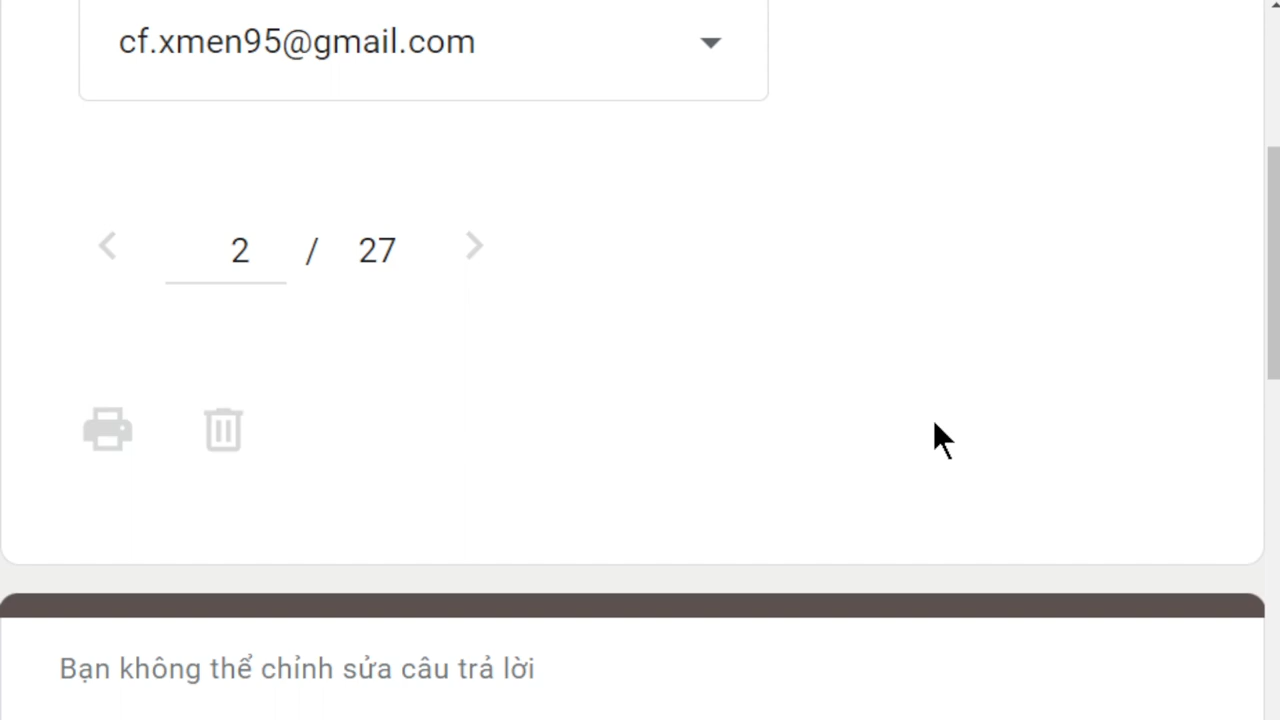 cf.xmen95@gmail.com
2 / 27
Bạn không thể chỉnh sửa câu trả lời